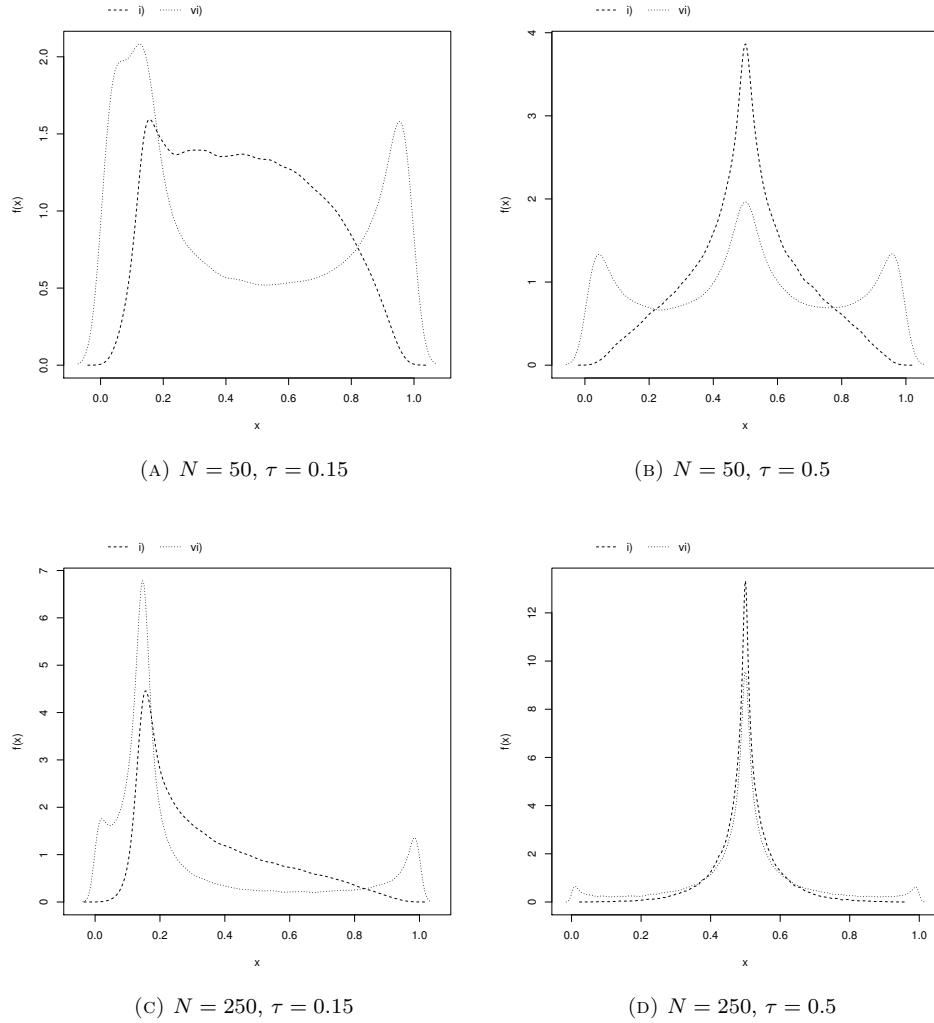 i) vi)
f(x)
0.0 0.5 1.0 1.5 2.0
0.0 0.2 0.4 0.6 0.8 1.0
x
(A) N = 50, τ = 0.15
i) vi)
f(x)
0 1 2 3 4
0.0 0.2 0.4 0.6 0.8 1.0
x
(B) N = 50, τ = 0.5
i) vi)
f(x)
0 1 2 3 4 5 6 7
0.0 0.2 0.4 0.6 0.8 1.0
x
(C) N = 250, τ = 0.15
i) vi)
f(x)
0 2 4 6 8 10 12
0.0 0.2 0.4 0.6 0.8 1.0
x
(D) N = 250, τ = 0.5